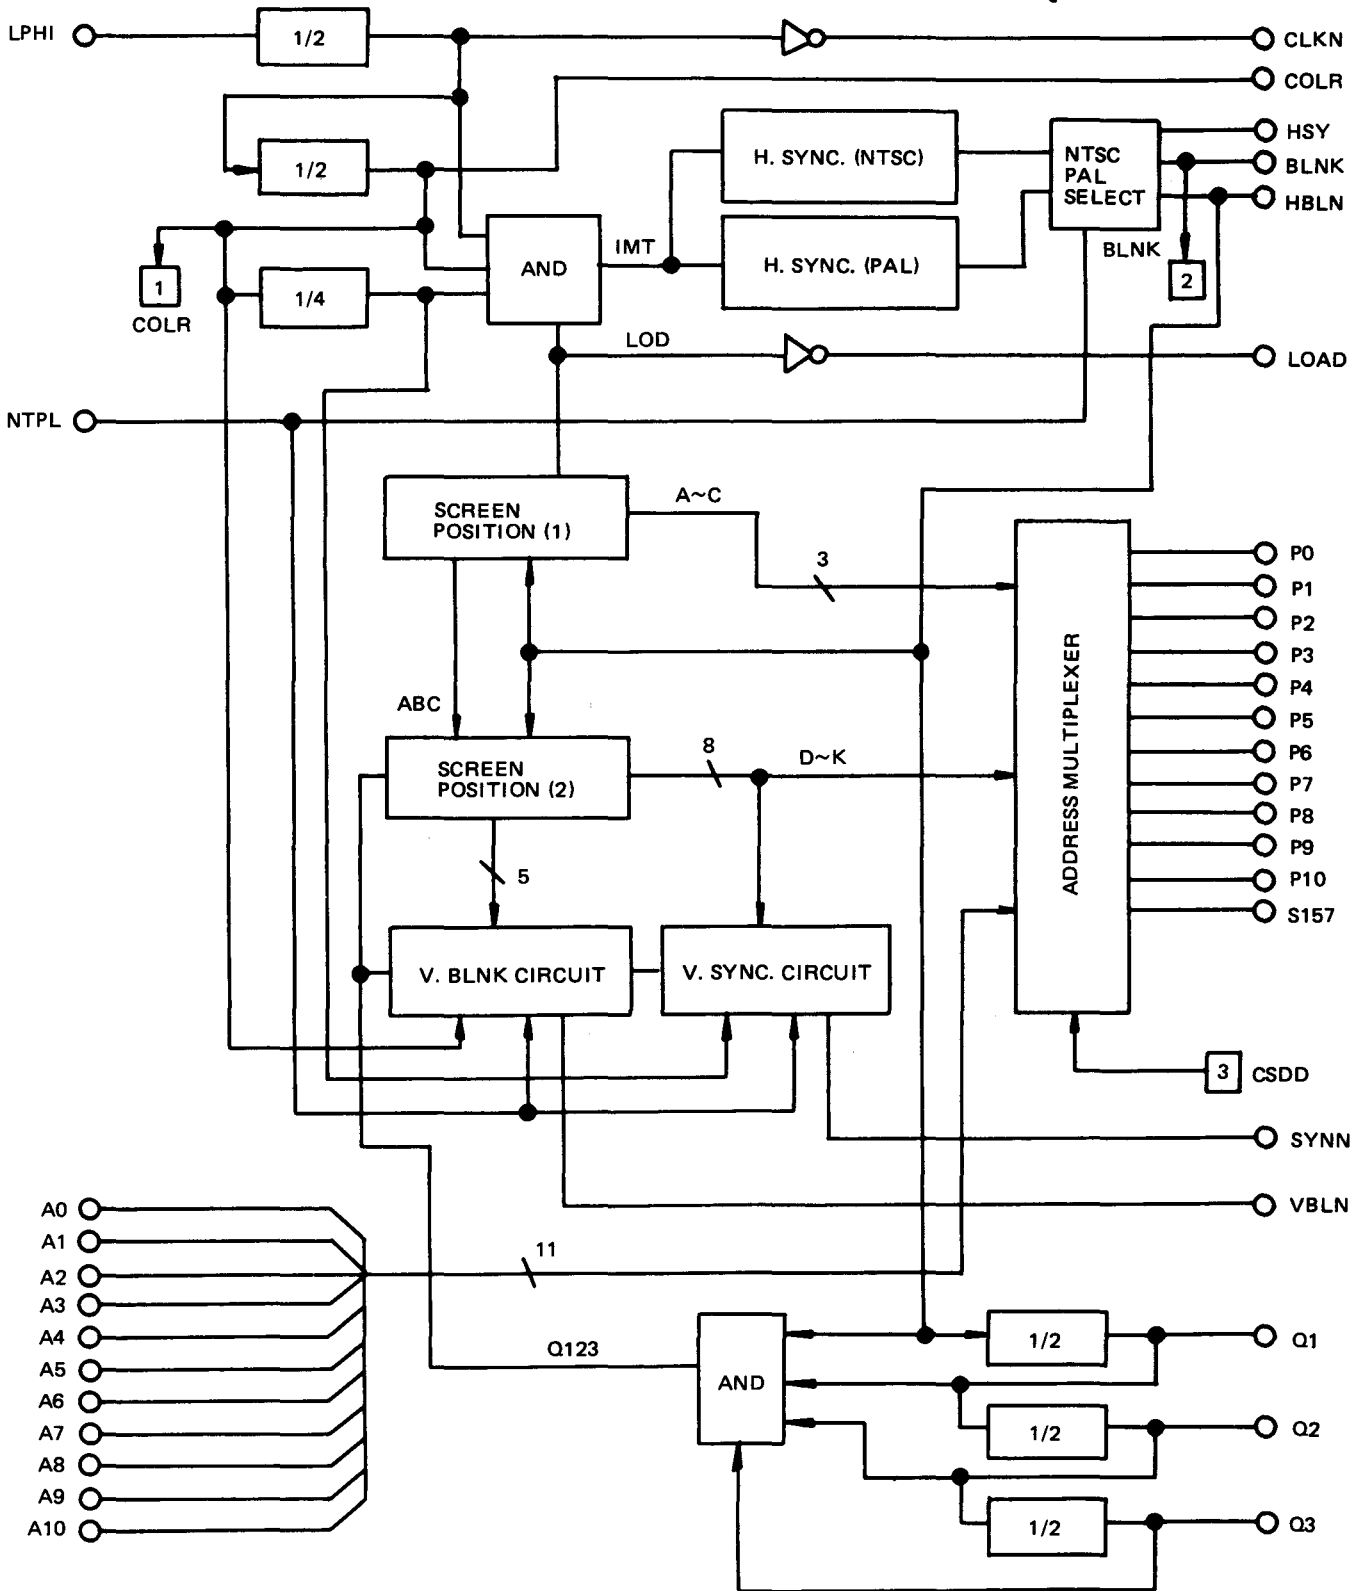 LPHI
1/2
CLKN
COLR
1/2
H. SYNC. (NTSC)
NTSC
PAL
SELECT
HSY
BLNK
HBLN
BLNK
2
AND
IMT
H. SYNC. (PAL)
1
COLR
1/4
LOD
LOAD
NTPL
SCREEN
POSITION (1)
A~C
3
ABC
SCREEN
POSITION (2)
8
D~K
ADDRESS MULTIPLEXER
P0
P1
P2
P3
P4
P5
P6
P7
P8
P9
P10
S157
5
V. BLNK CIRCUIT
V. SYNC. CIRCUIT
3
CSDD
SYNN
VBLN
A0
A1
A2
A3
A4
A5
A6
A7
A8
A9
A10
11
Q123
AND
1/2
Q1
1/2
Q2
1/2
Q3